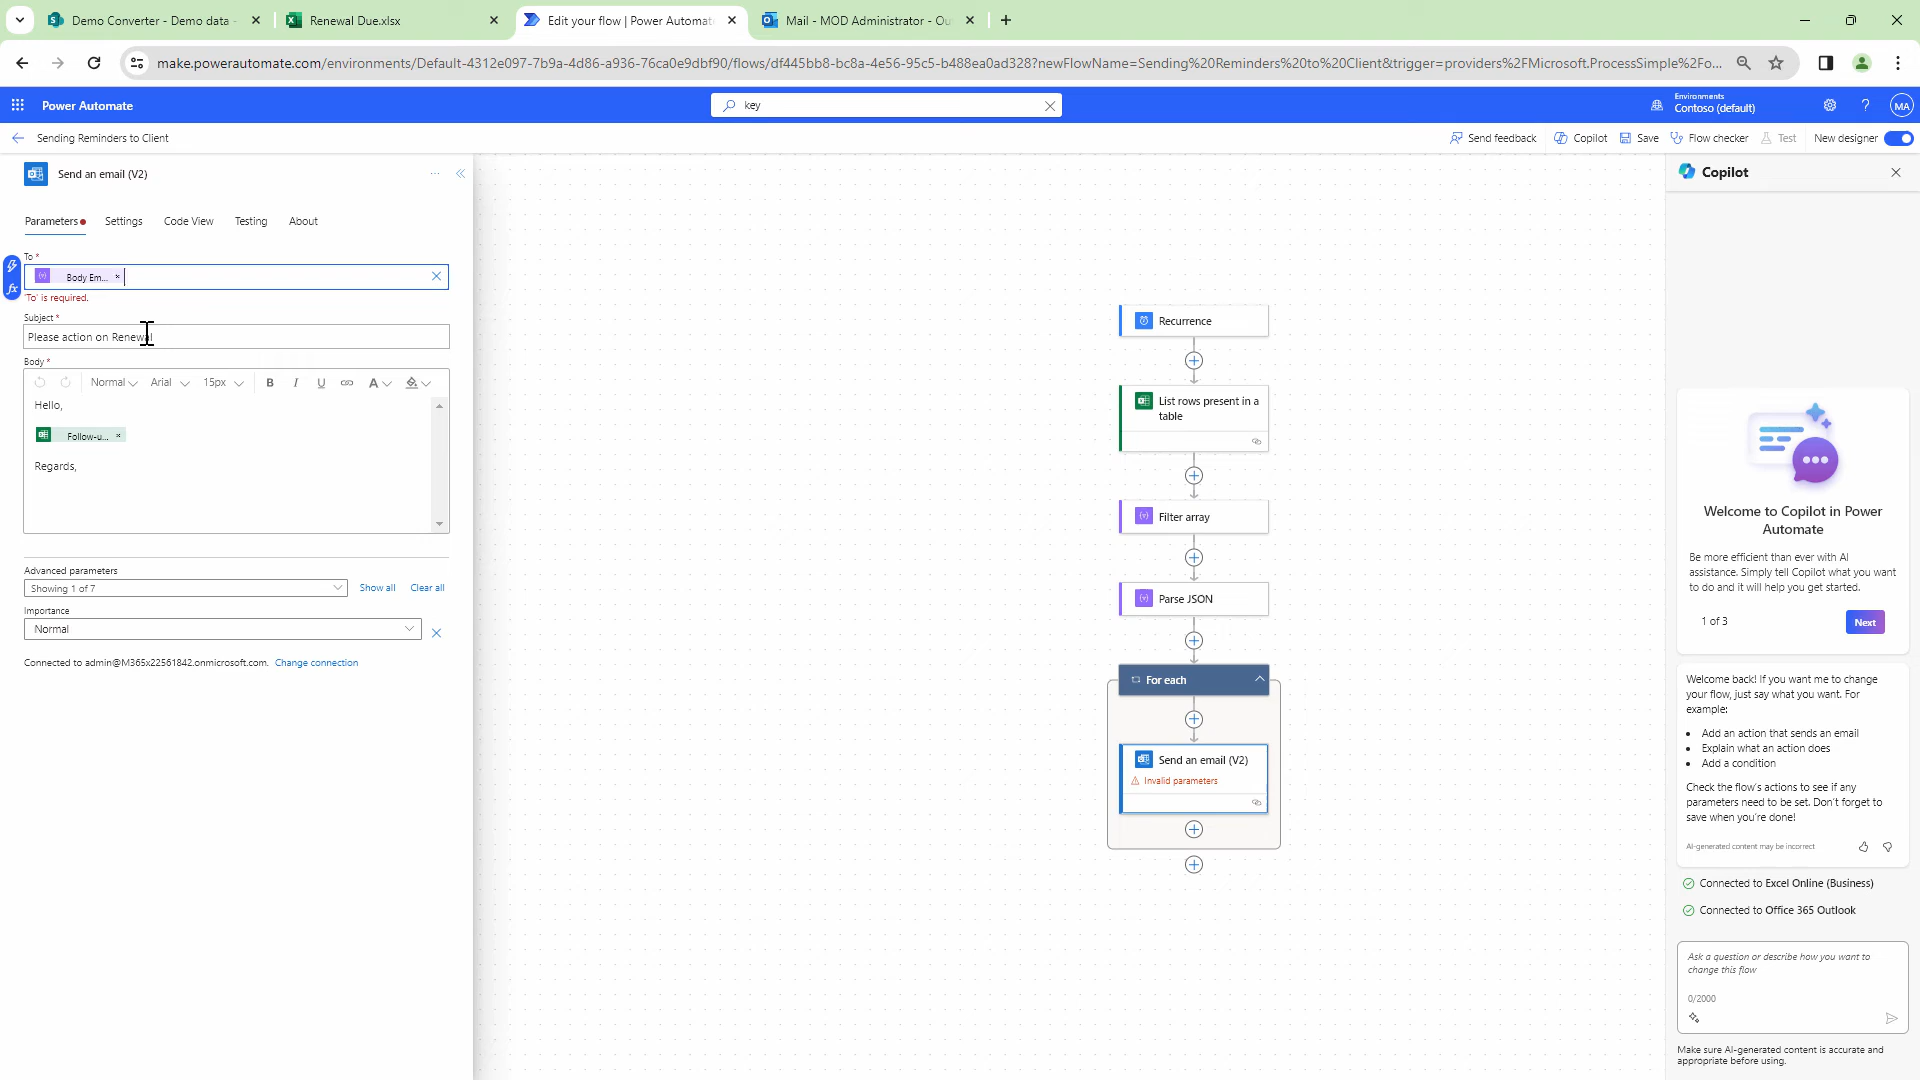 Demo Converter - Demo data -
Renewal Due.xlsx
Edit your flow | Power Automat
Mail - MOD Administrator - Ou
make.powerautomate.com/environments/Default-4312e097-7b9a-4d86-a936-76ca0e9dbf90/flows/df445bb8-bc8a-4e56-95c5-b488ea0ad328?newFlowName=Sending%20Reminders%20to%20Client&trigger=providers%2FMicrosoft.ProcessSimple%2Fo...
Power Automate
key
Environments
Contoso (default)
MA
Sending Reminders to Client
Send feedback
Copilot
Save
Flow checker
Test
New designer
Send an email (V2)
Parameters
Settings
Code View
Testing
About
To *
Body Em...
'To' is required.
Subject *
Please action on Renewal
Body *
Normal
Arial
15px
Hello,
Follow-u...
Regards,
Advanced parameters
Showing 1 of 7
Show all
Clear all
Importance
Normal
Connected to admin@M365x22561842.onmicrosoft.com. Change connection
Recurrence
List rows present in a
table
Filter array
Parse JSON
For each
Send an email (V2)
Invalid parameters
Copilot
Welcome to Copilot in Power
Automate
Be more efficient than ever with AI
assistance. Simply tell Copilot what you want
to do and it will help you get started.
1 of 3
Next
Welcome back! If you want me to change
your flow, just say what you want. For
example:
Add an action that sends an email
Explain what an action does
Add a condition
Check the flow's actions to see if any
parameters need to be set. Don't forget to
save when you're done!
AI-generated content may be incorrect
Connected to Excel Online (Business)
Connected to Office 365 Outlook
Ask a question or describe how you want to
change this flow
0/2000
Make sure AI-generated content is accurate and
appropriate before using.